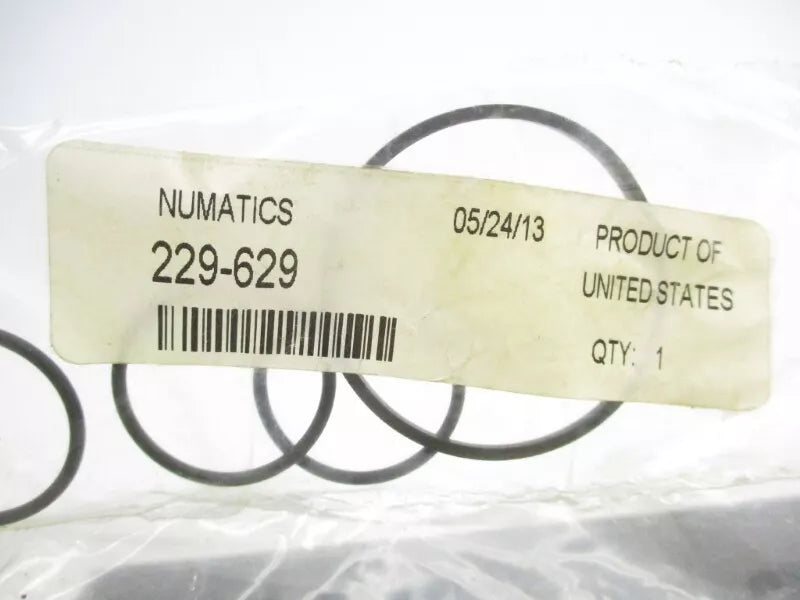 NUMATICS
229-629
05/24/13
PRODUCT OF
UNITED STATES
QTY: 1